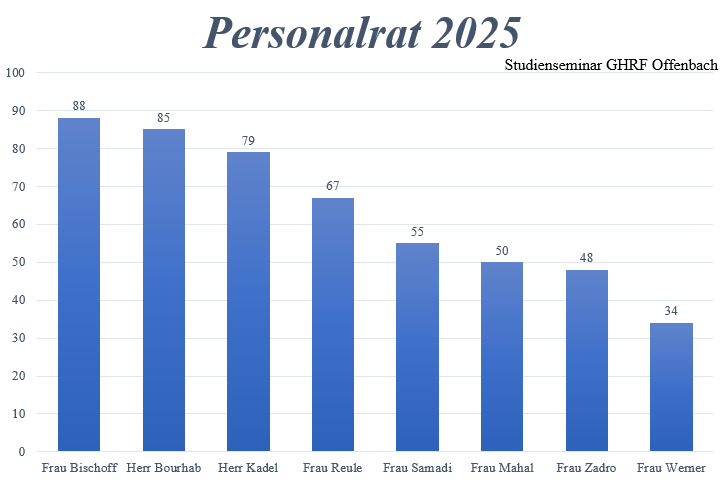 Personalrat 2025
Studienseminar GHRF Offenbach
100
90
80
70
60
50
40
30
20
10
0
88
85
79
67
55
50
48
34
Frau Bischoff
Herr Bourhab
Herr Kadel
Frau Reule
Frau Samadi
Frau Mahal
Frau Zadro
Frau Werner